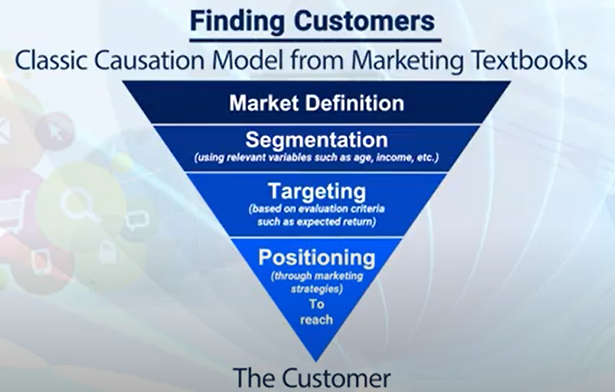 Finding Customers
Classic Causation Model from Marketing Textbooks
Market Definition
Segmentation
(using relevant variables such as age, income, etc.)
Targeting
(based on evaluation criteria
such as expected return)
Positioning
(through marketing
strategies)
To
reach
The Customer